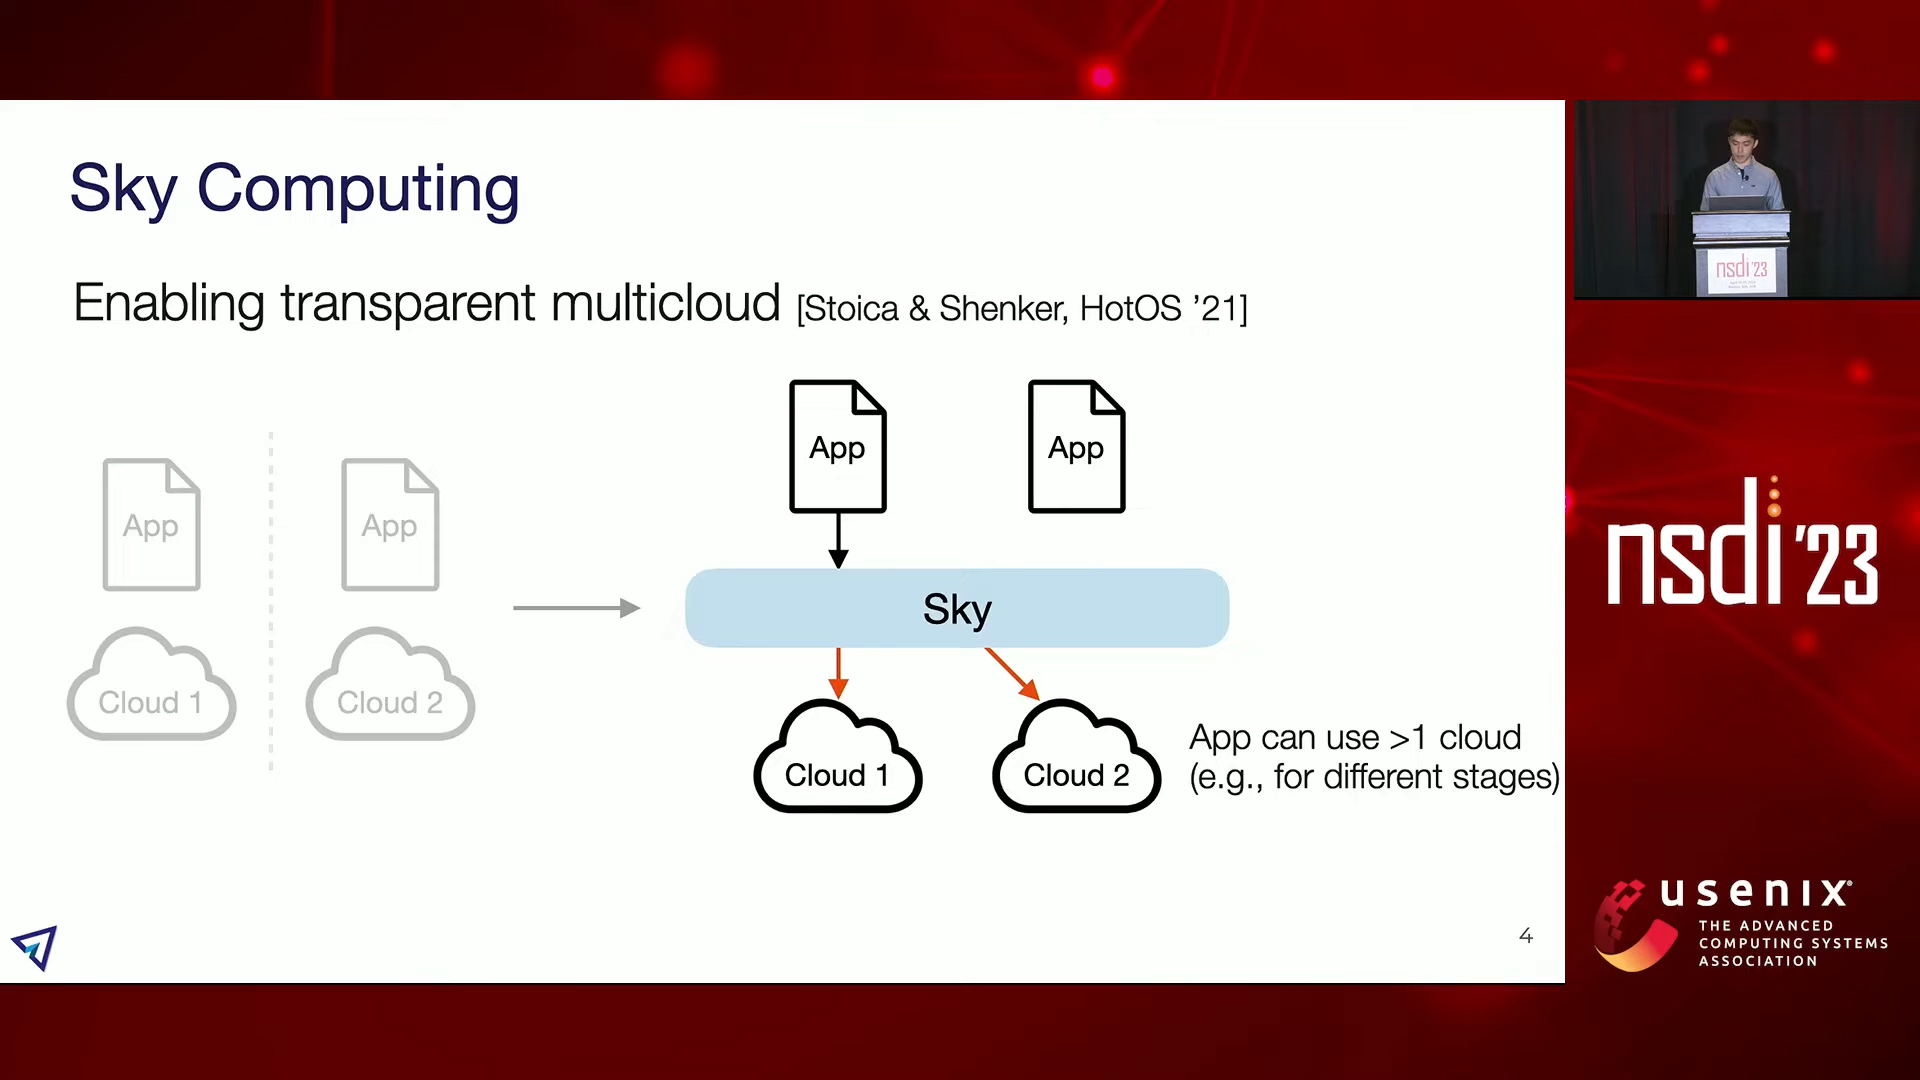 Sky Computing
Enabling transparent multicloud [Stoica & Shenker, HotOS ’21]
App
App
Cloud 1
Cloud 2
App
App
Sky
Cloud 1
Cloud 2
App can use >1 cloud
(e.g., for different stages)
4
nsdi '23
nsdi '23
usenix®
THE ADVANCED
COMPUTING SYSTEMS
ASSOCIATION